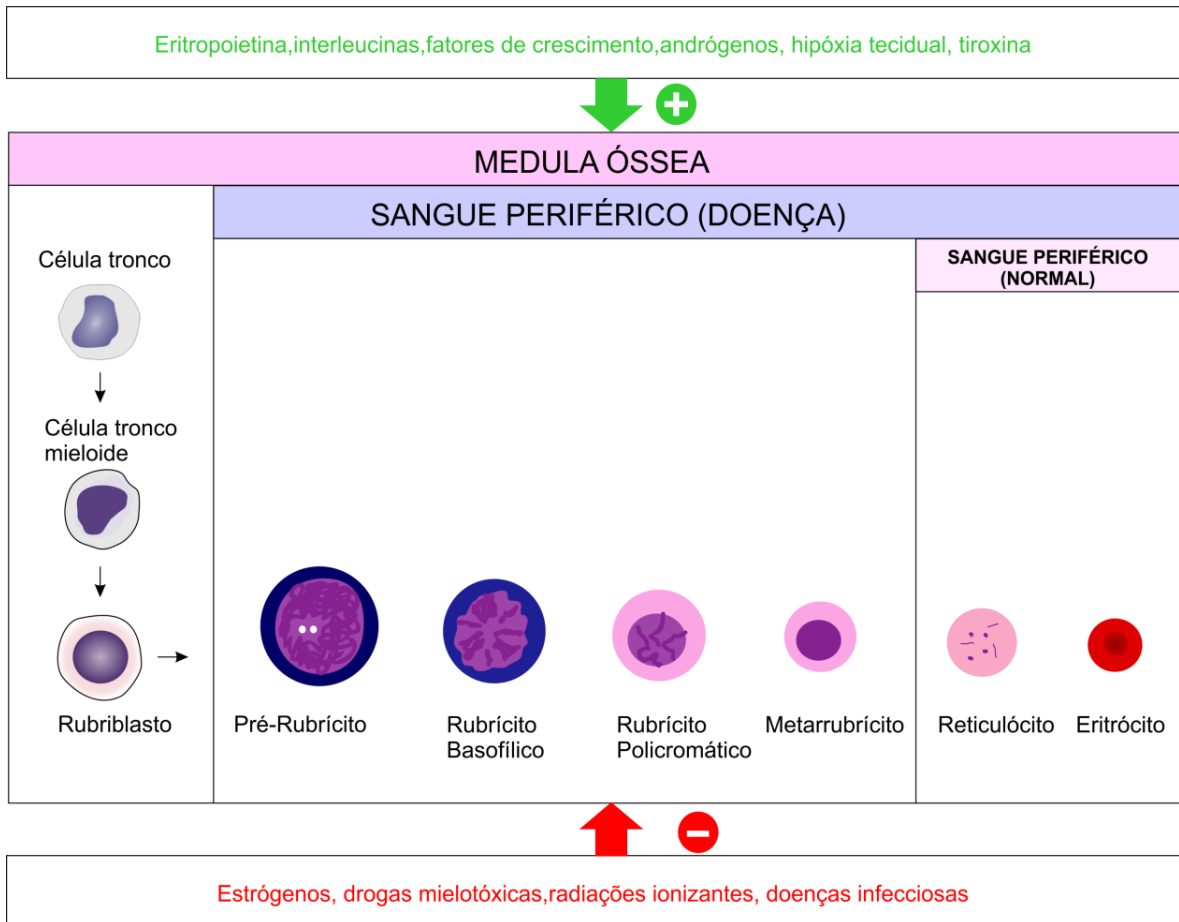 Eritropoietina,interleucinas,fatores de crescimento,andrógenos, hipóxia tecidual, tiroxina
MEDULA ÓSSEA
SANGUE PERIFÉRICO (DOENÇA)
SANGUE PERIFÉRICO
(NORMAL)
Célula tronco
Célula tronco
mieloide
Rubriblasto
Pré-Rubrícito
Rubrícito
Basofílico
Rubrícito
Policromático
Metarrubrícito
Reticulócito
Eritrócito
Estrógenos, drogas mielotóxicas,radiações ionizantes, doenças infecciosas